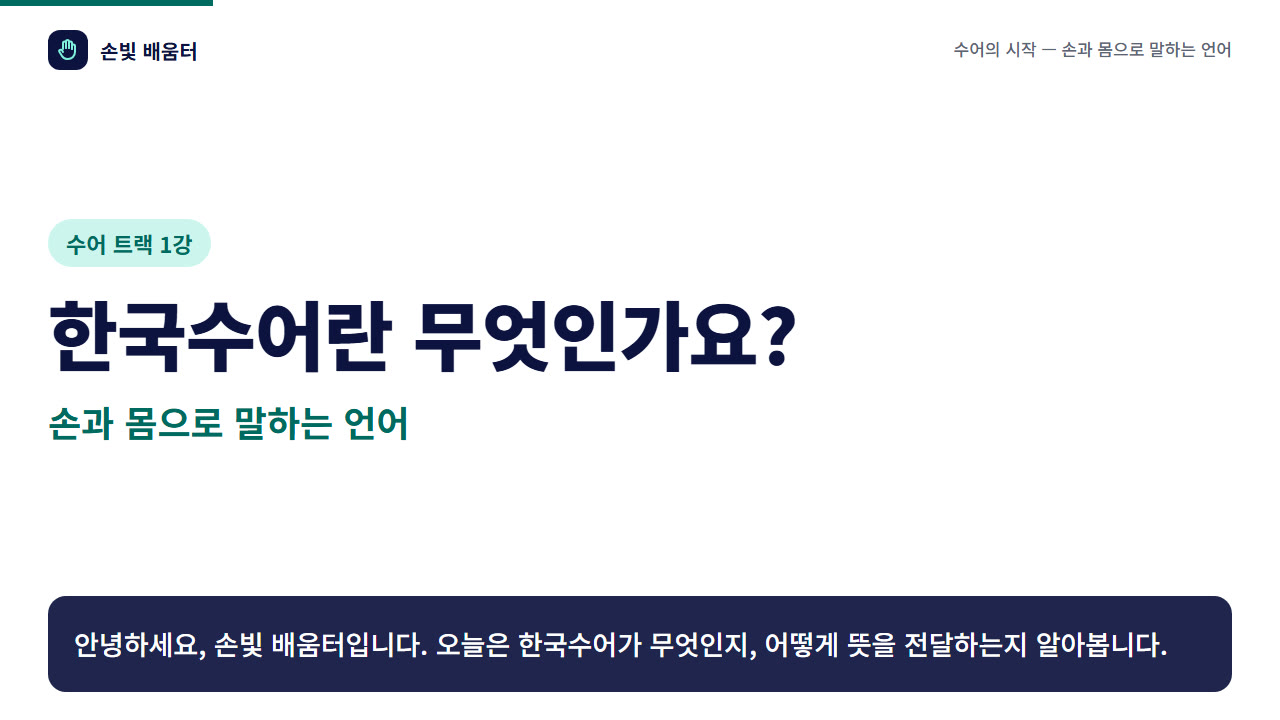 손빛 배움터
수어의 시작 — 손과 몸으로 말하는 언어
수어 트랙 1강
한국수어란 무엇인가요?
손과 몸으로 말하는 언어
안녕하세요, 손빛 배움터입니다. 오늘은 한국수어가 무엇인지, 어떻게 뜻을 전달하는지 알아봅니다.